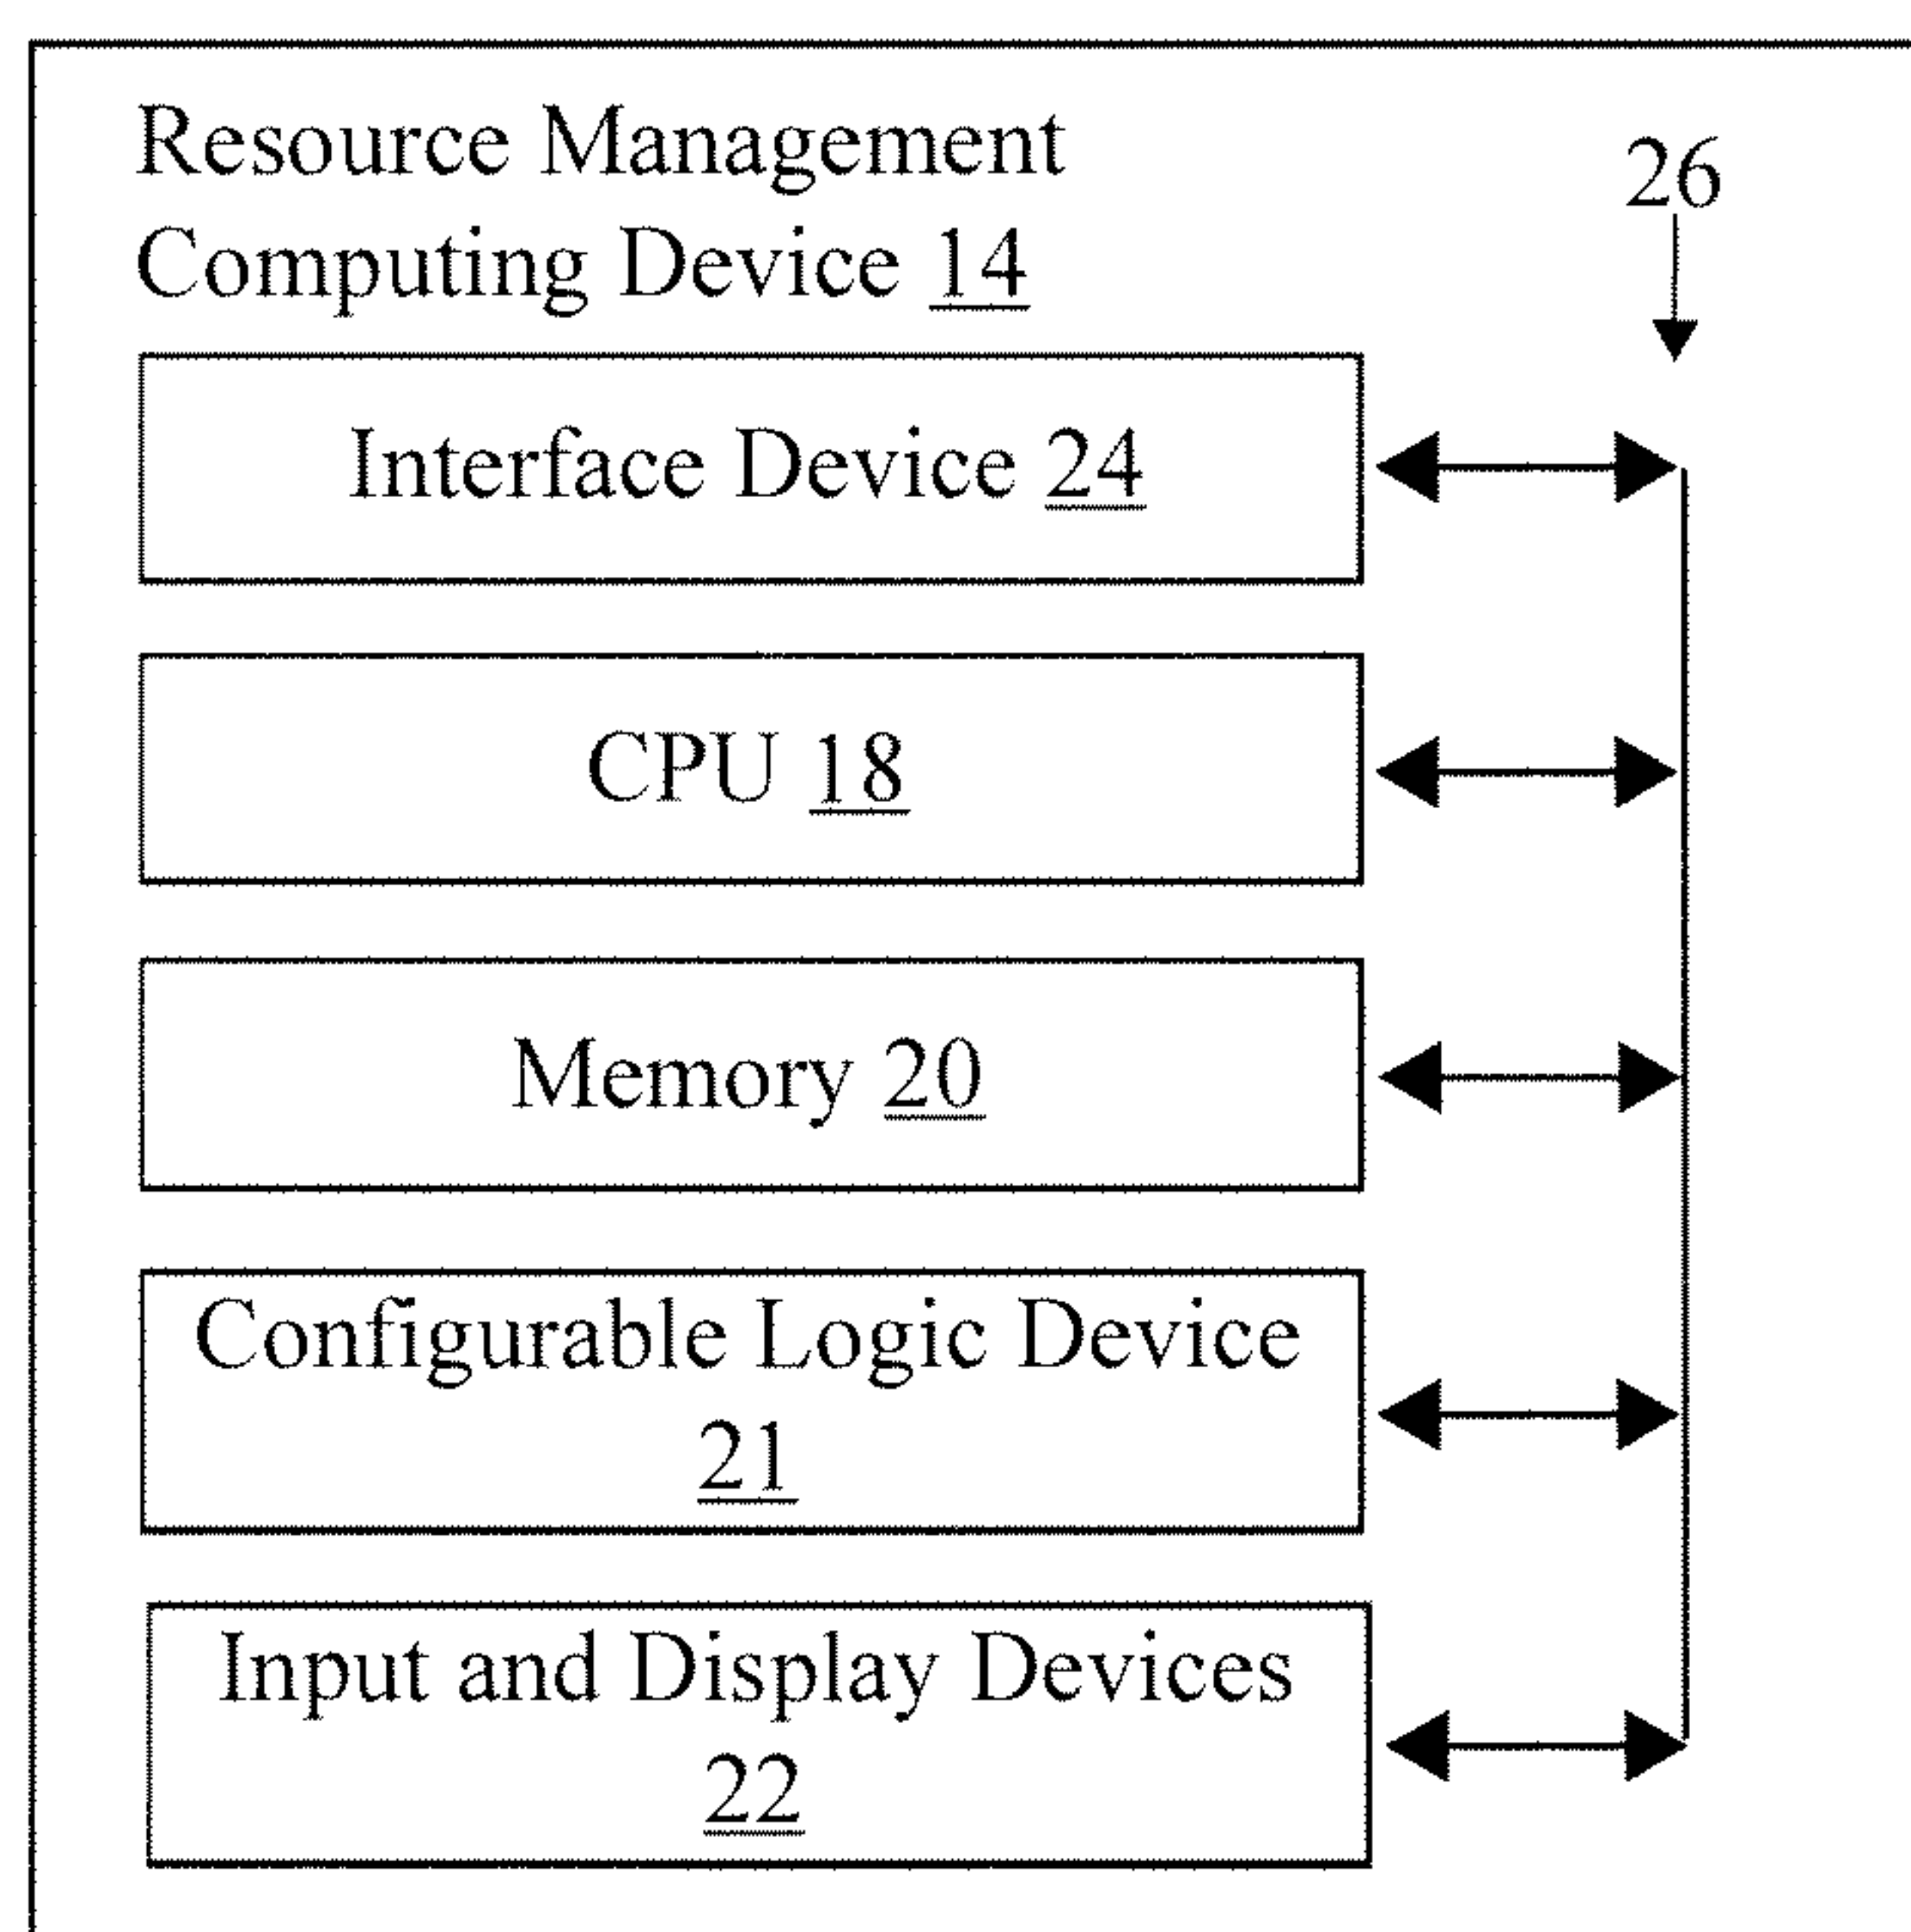 Resource Management
Computing Device 14
26
Interface Device 24
CPU 18
Memory 20
Configurable Logic Device
21
Input and Display Devices
22